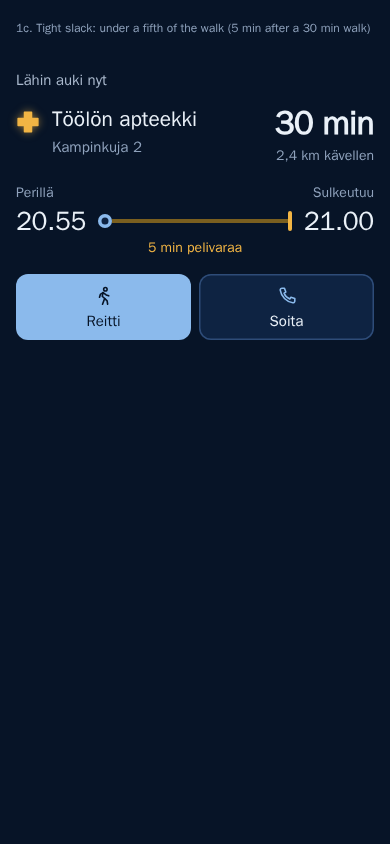 1c. Tight slack: under a fifth of the walk (5 min after a 30 min walk)
Lähin auki nyt
Töölön apteekki
30 min
Kampinkuja 2
2,4 km kävellen
Perillä
Sulkeutuu
20.55
21.00
5 min pelivaraa
Reitti
Soita